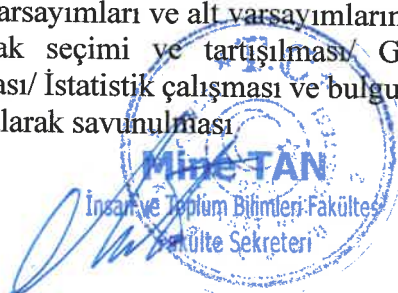 arsayımları ve alt varsayımların
ak seçimi ve tartışılması/ G
ası/ İstatistik çalışması ve bulgu
larak savunulması
T.C.
Mine TAN
İnsan ve Toplum Bilimleri Fakültesi
Fakülte Sekreteri